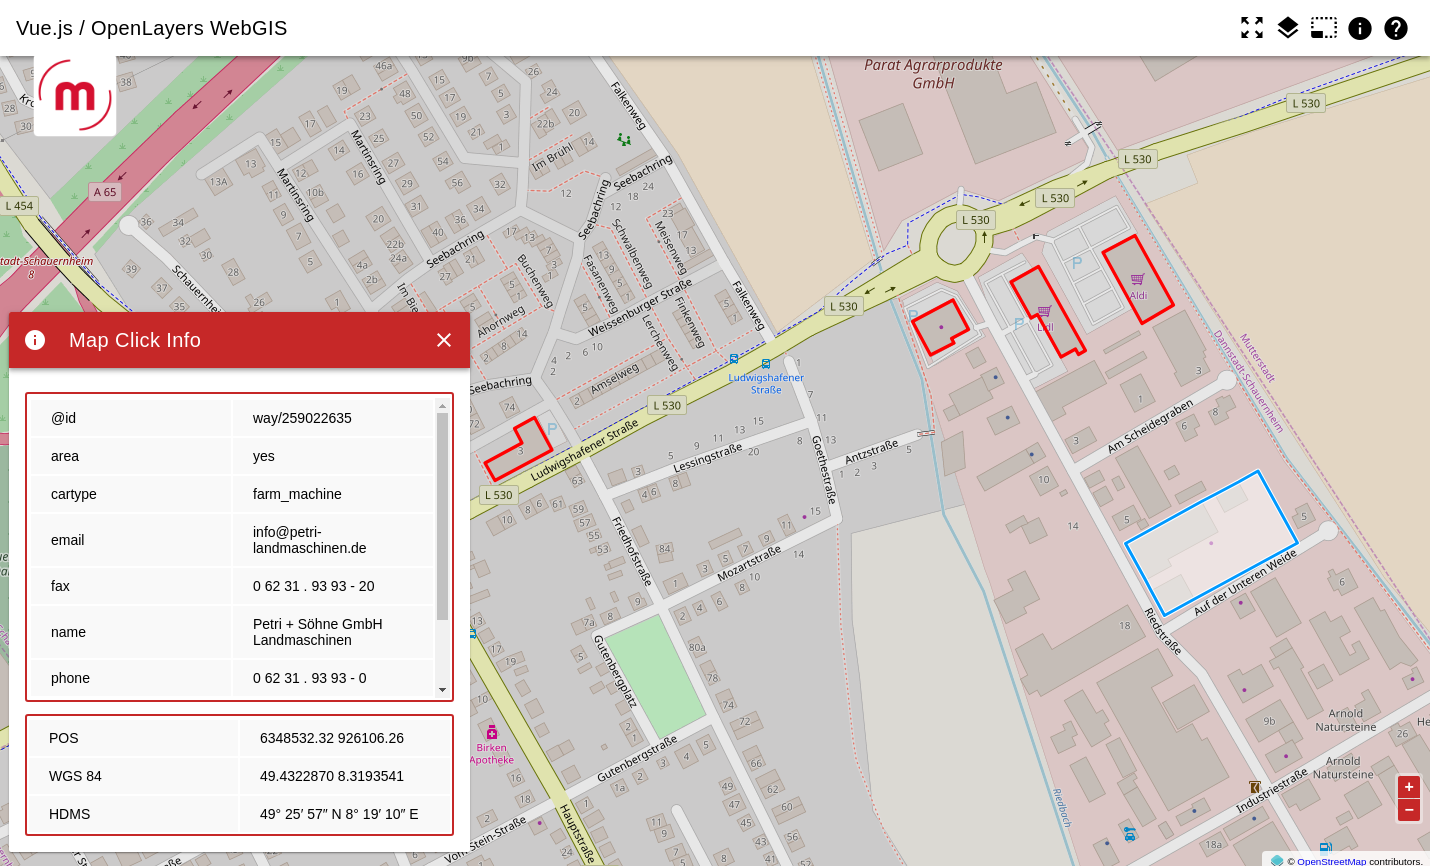 Vue.js / OpenLayers WebGIS
m
Parat Agrarprodukte
GmbH
L 530
L 530
L 530
L 530
L 530
L 530
L 530
A 65
L 454
Martinsring
Martinsring
Falkenweg
Falkenweg
Im Brühl
Seebachring
Seebachring
Seebachring
Seebachring
Schwalbenweg
Meisenweg
Fasanenweg
Buchenweg
Weissenburger Straße
Finkenweg
Lerchenweg
Ahornweg
Amselweg
Ludwigshafener
Straße
Ludwigshafener Straße
Lessingstraße
Goethestraße
Antzstraße
Mozartstraße
Friedhofstraße
Gutenbergplatz
Gutenbergstraße
Hauptstraße
Birken
Apotheke
Aldi
Lidl
Mutterstadt
Dannstadt-Schauernheim
Am Scheidegraben
Auf der Unteren Weide
Riedstraße
Riedbach
Industriestraße
Arnold
Natursteine
Arnold
Natursteine
Map Click Info
@id way/259022635
area yes
cartype farm_machine
email info@petri-
landmaschinen.de
fax 0 62 31 . 93 93 - 20
name Petri + Söhne GmbH
Landmaschinen
phone 0 62 31 . 93 93 - 0
POS 6348532.32 926106.26
WGS 84 49.4322870 8.3193541
HDMS 49° 25′ 57″ N 8° 19′ 10″ E
+
−
© OpenStreetMap contributors.